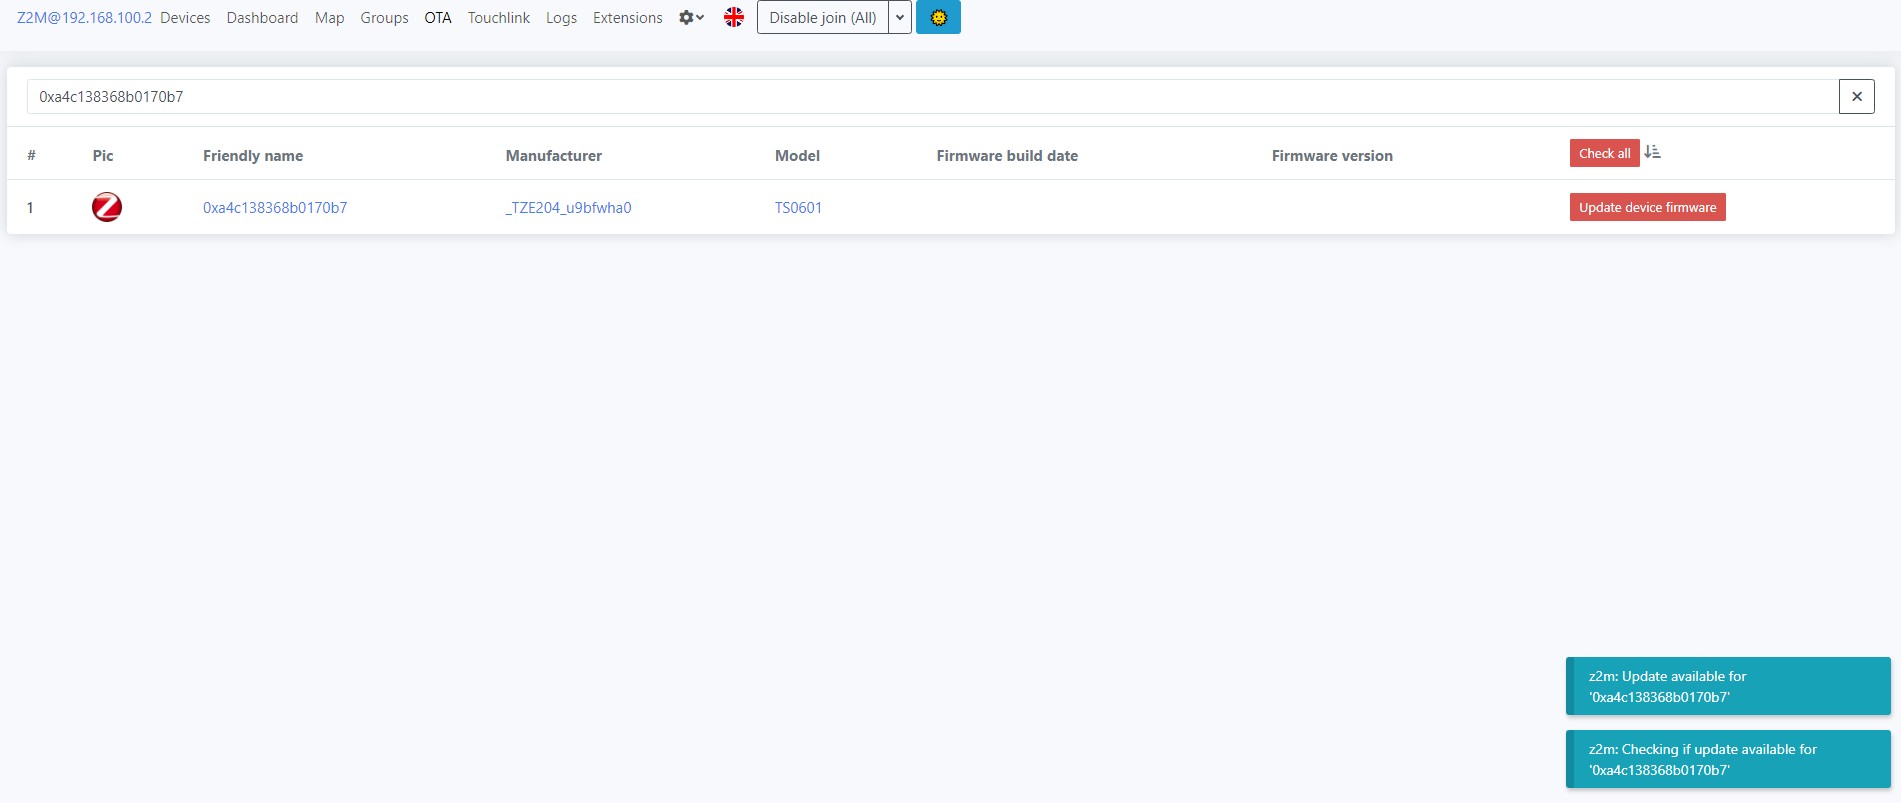 Z2M@192.168.100.2 Devices Dashboard Map Groups OTA Touchlink Logs Extensions Disable join (All)
0xa4c138368b0170b7
# Pic Friendly name Manufacturer Model Firmware build date Firmware version Check all
1 0xa4c138368b0170b7 _TZE204_u9bfwha0 TS0601 Update device firmware
z2m: Update available for
'0xa4c138368b0170b7'
z2m: Checking if update available for
'0xa4c138368b0170b7'